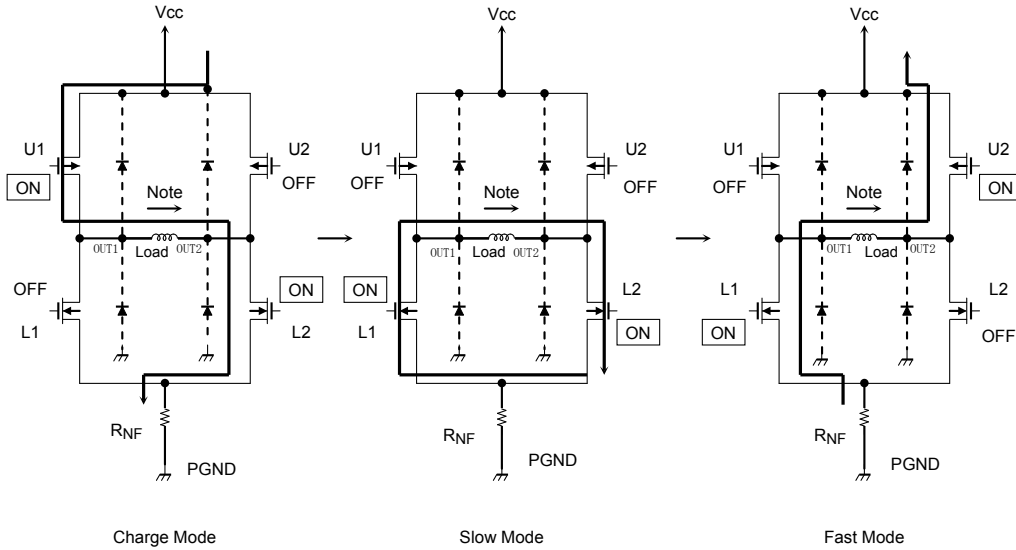 Vcc
U1
ON
U2
OFF
Note
OUT1
Load
OUT2
OFF
L1
ON
L2
RNF
PGND
Charge Mode
Vcc
U1
OFF
U2
OFF
Note
OUT1
Load
OUT2
ON
L1
L2
ON
RNF
PGND
Slow Mode
Vcc
U1
OFF
U2
ON
Note
OUT1
Load
OUT2
L1
ON
L2
OFF
RNF
PGND
Fast Mode